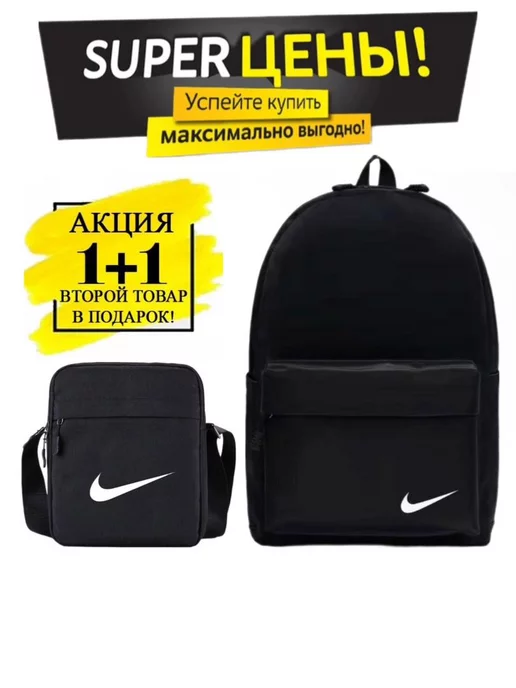 SUPER ЦЕНЫ!
Успейте купить
максимально выгодно!
АКЦИЯ
1+1
ВТОРОЙ ТОВАР
В ПОДАРОК!